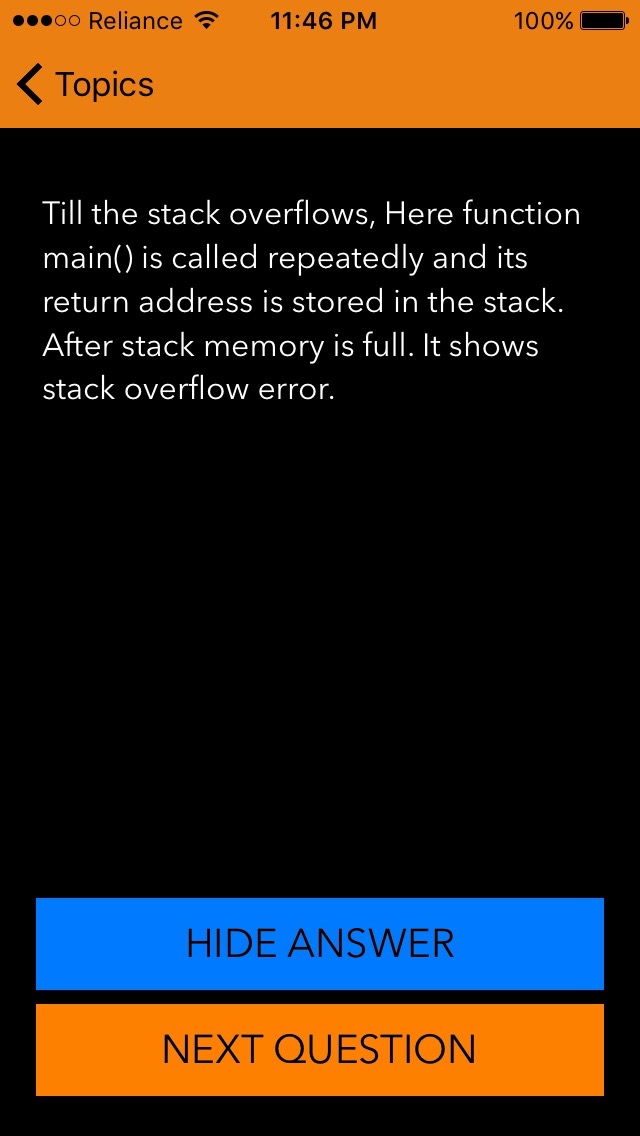 Reliance 11:46 PM 100%
Topics
Till the stack overflows, Here function
main() is called repeatedly and its
return address is stored in the stack.
After stack memory is full. It shows
stack overflow error.
HIDE ANSWER
NEXT QUESTION